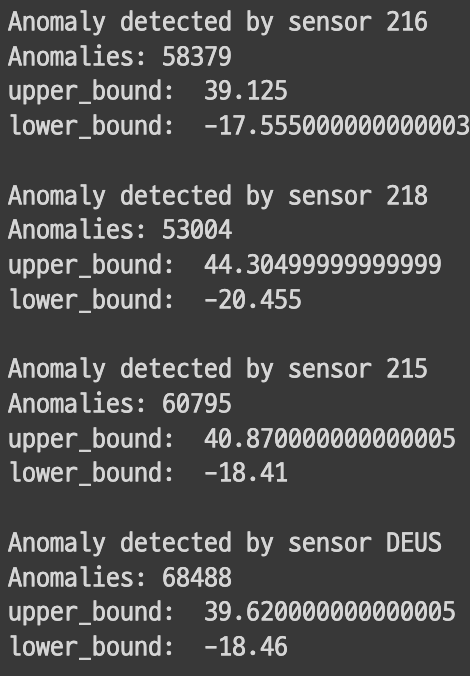 Anomaly detected by sensor 216
Anomalies: 58379
upper_bound:  39.125
lower_bound:  -17.555000000000003
Anomaly detected by sensor 218
Anomalies: 53004
upper_bound:  44.30499999999999
lower_bound:  -20.455
Anomaly detected by sensor 215
Anomalies: 60795
upper_bound:  40.870000000000005
lower_bound:  -18.41
Anomaly detected by sensor DEUS
Anomalies: 68488
upper_bound:  39.620000000000005
lower_bound:  -18.46